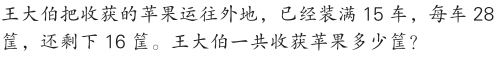 王大伯把收获的苹果运往外地，已经装满 15 车，每车 28
筐，还剩下 16 筐。王大伯一共收获苹果多少筐？